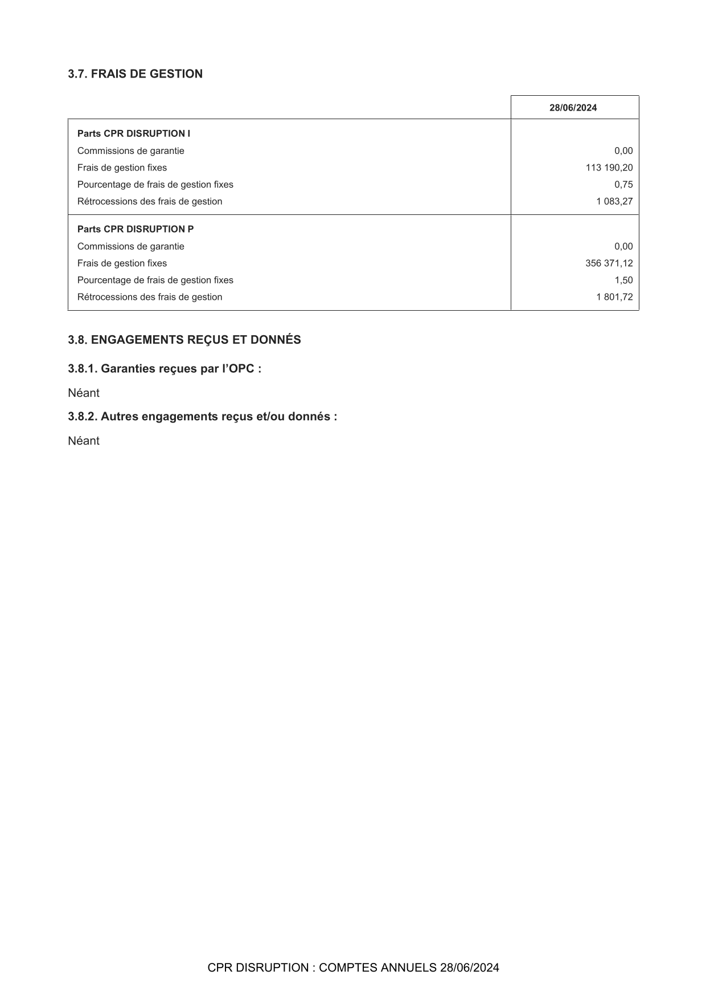 3.7. FRAIS DE GESTION
28/06/2024
Parts CPR DISRUPTION I
Commissions de garantie 0,00
Frais de gestion fixes 113 190,20
Pourcentage de frais de gestion fixes 0,75
Rétrocessions des frais de gestion 1 083,27
Parts CPR DISRUPTION P
Commissions de garantie 0,00
Frais de gestion fixes 356 371,12
Pourcentage de frais de gestion fixes 1,50
Rétrocessions des frais de gestion 1 801,72
3.8. ENGAGEMENTS REÇUS ET DONNÉS
3.8.1. Garanties reçues par l’OPC :
Néant
3.8.2. Autres engagements reçus et/ou donnés :
Néant
CPR DISRUPTION : COMPTES ANNUELS 28/06/2024